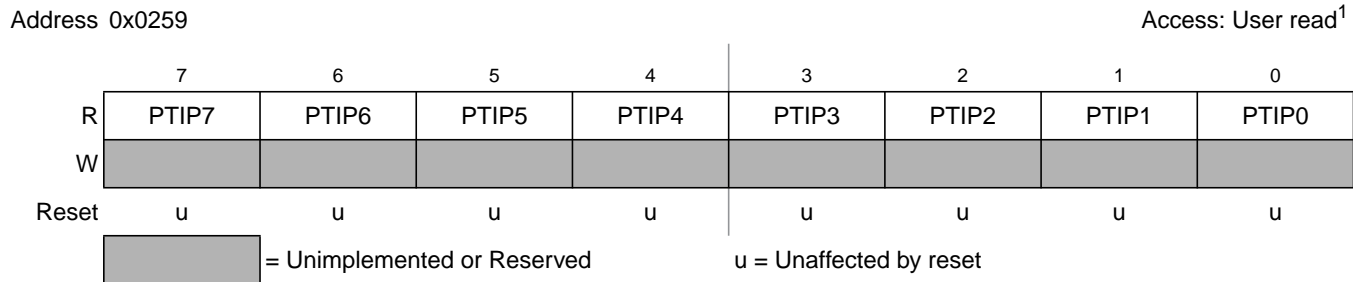 Address 0x0259 Access: User read1
7 6 5 4 3 2 1 0
R PTIP7 PTIP6 PTIP5 PTIP4 PTIP3 PTIP2 PTIP1 PTIP0
W
Reset u u u u u u u u
= Unimplemented or Reserved u = Unaffected by reset